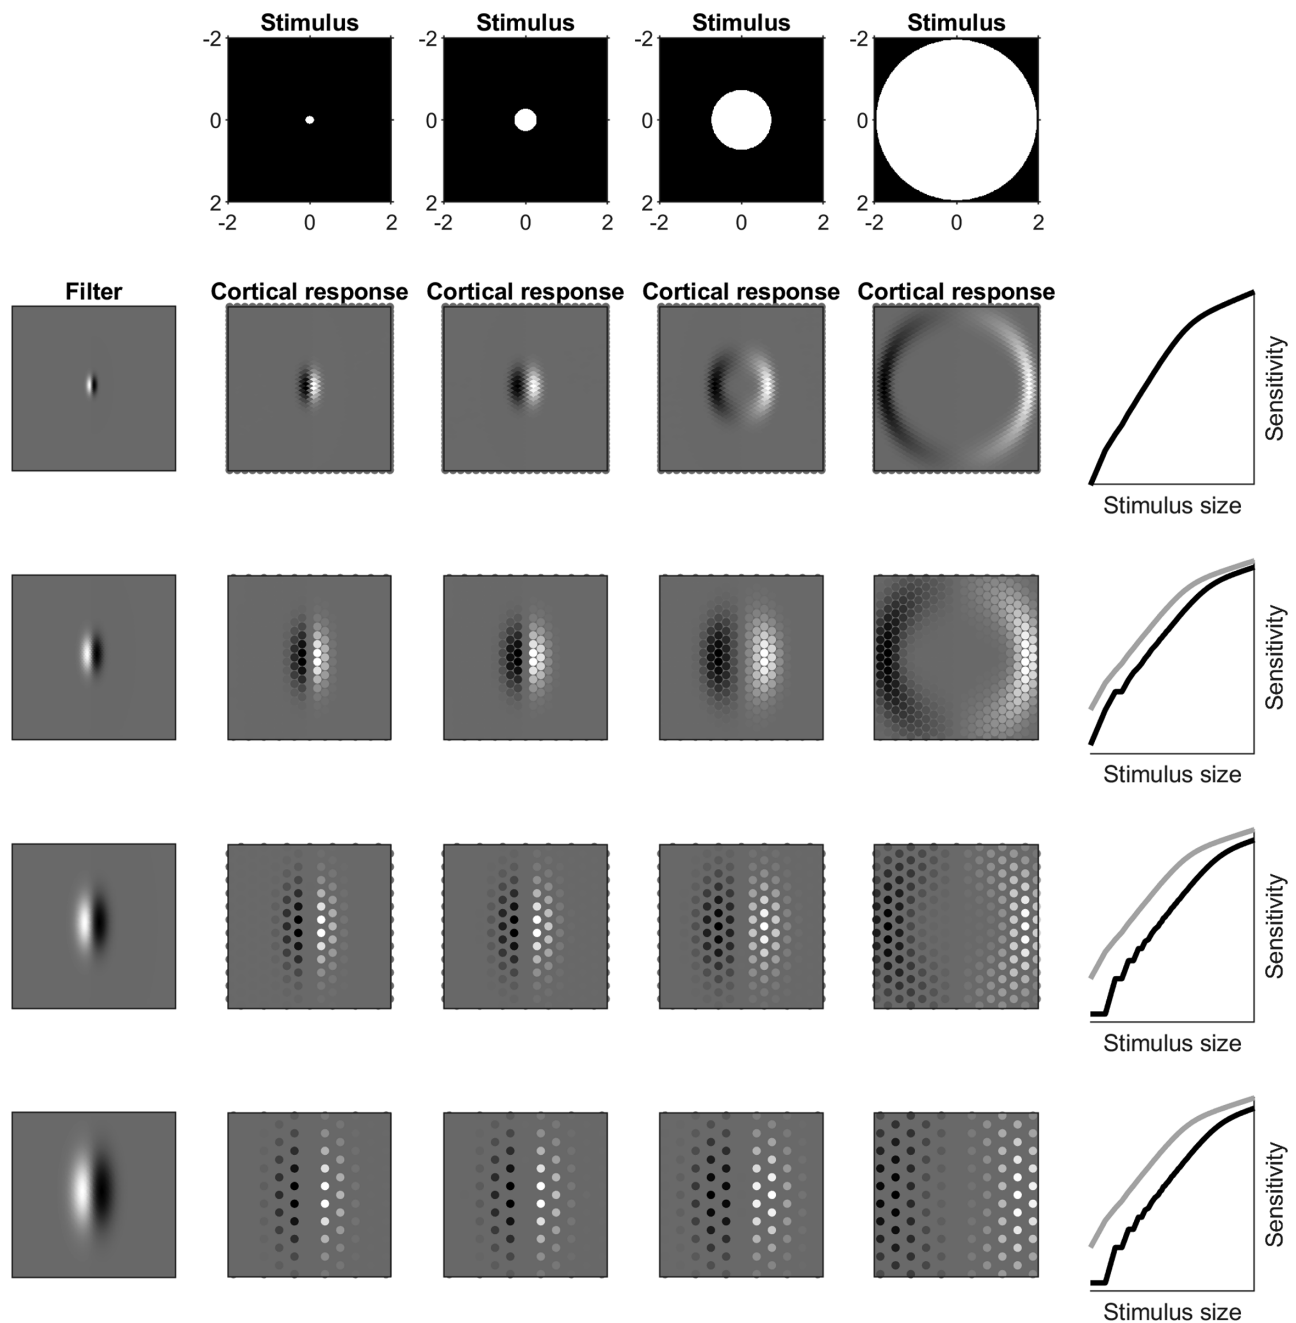 Stimulus Stimulus Stimulus Stimulus
-2 -2 -2 -2
0 0 0 0
2 2 2 2
-2 0 2 -2 0 2 -2 0 2 -2 0 2
Filter Cortical response Cortical response Cortical response Cortical response
Sensitivity
Stimulus size
Sensitivity
Stimulus size
Sensitivity
Stimulus size
Sensitivity
Stimulus size